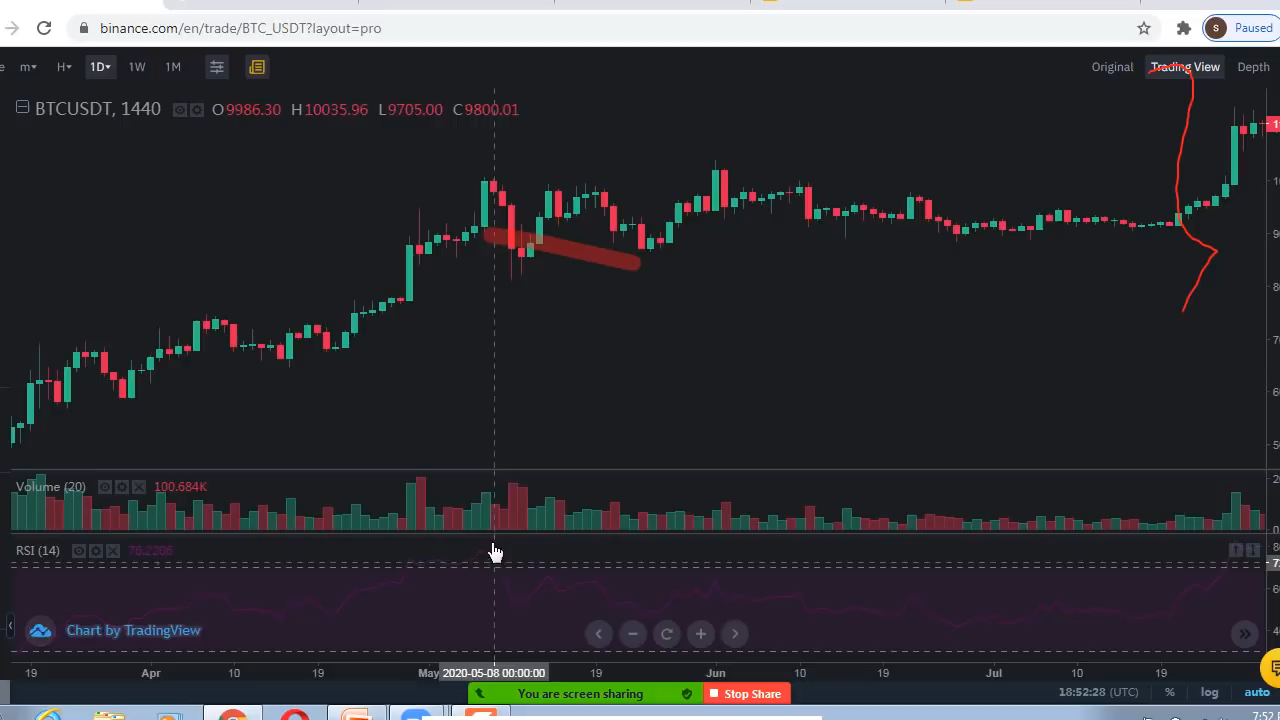 binance.com/en/trade/BTC_USDT?layout=pro
S Paused
m H 1D 1W 1M Original Trading View Depth
BTCUSDT, 1440 O9986.30 H10035.96 L9705.00 C9800.01
Volume (20) 100.684K
RSI (14) 76.2206
Chart by TradingView
19 Apr 10 19 May 2020-05-08 00:00:00 19 Jun 10 19 Jul 10 19
You are screen sharing Stop Share 18:52:28 (UTC) % log auto